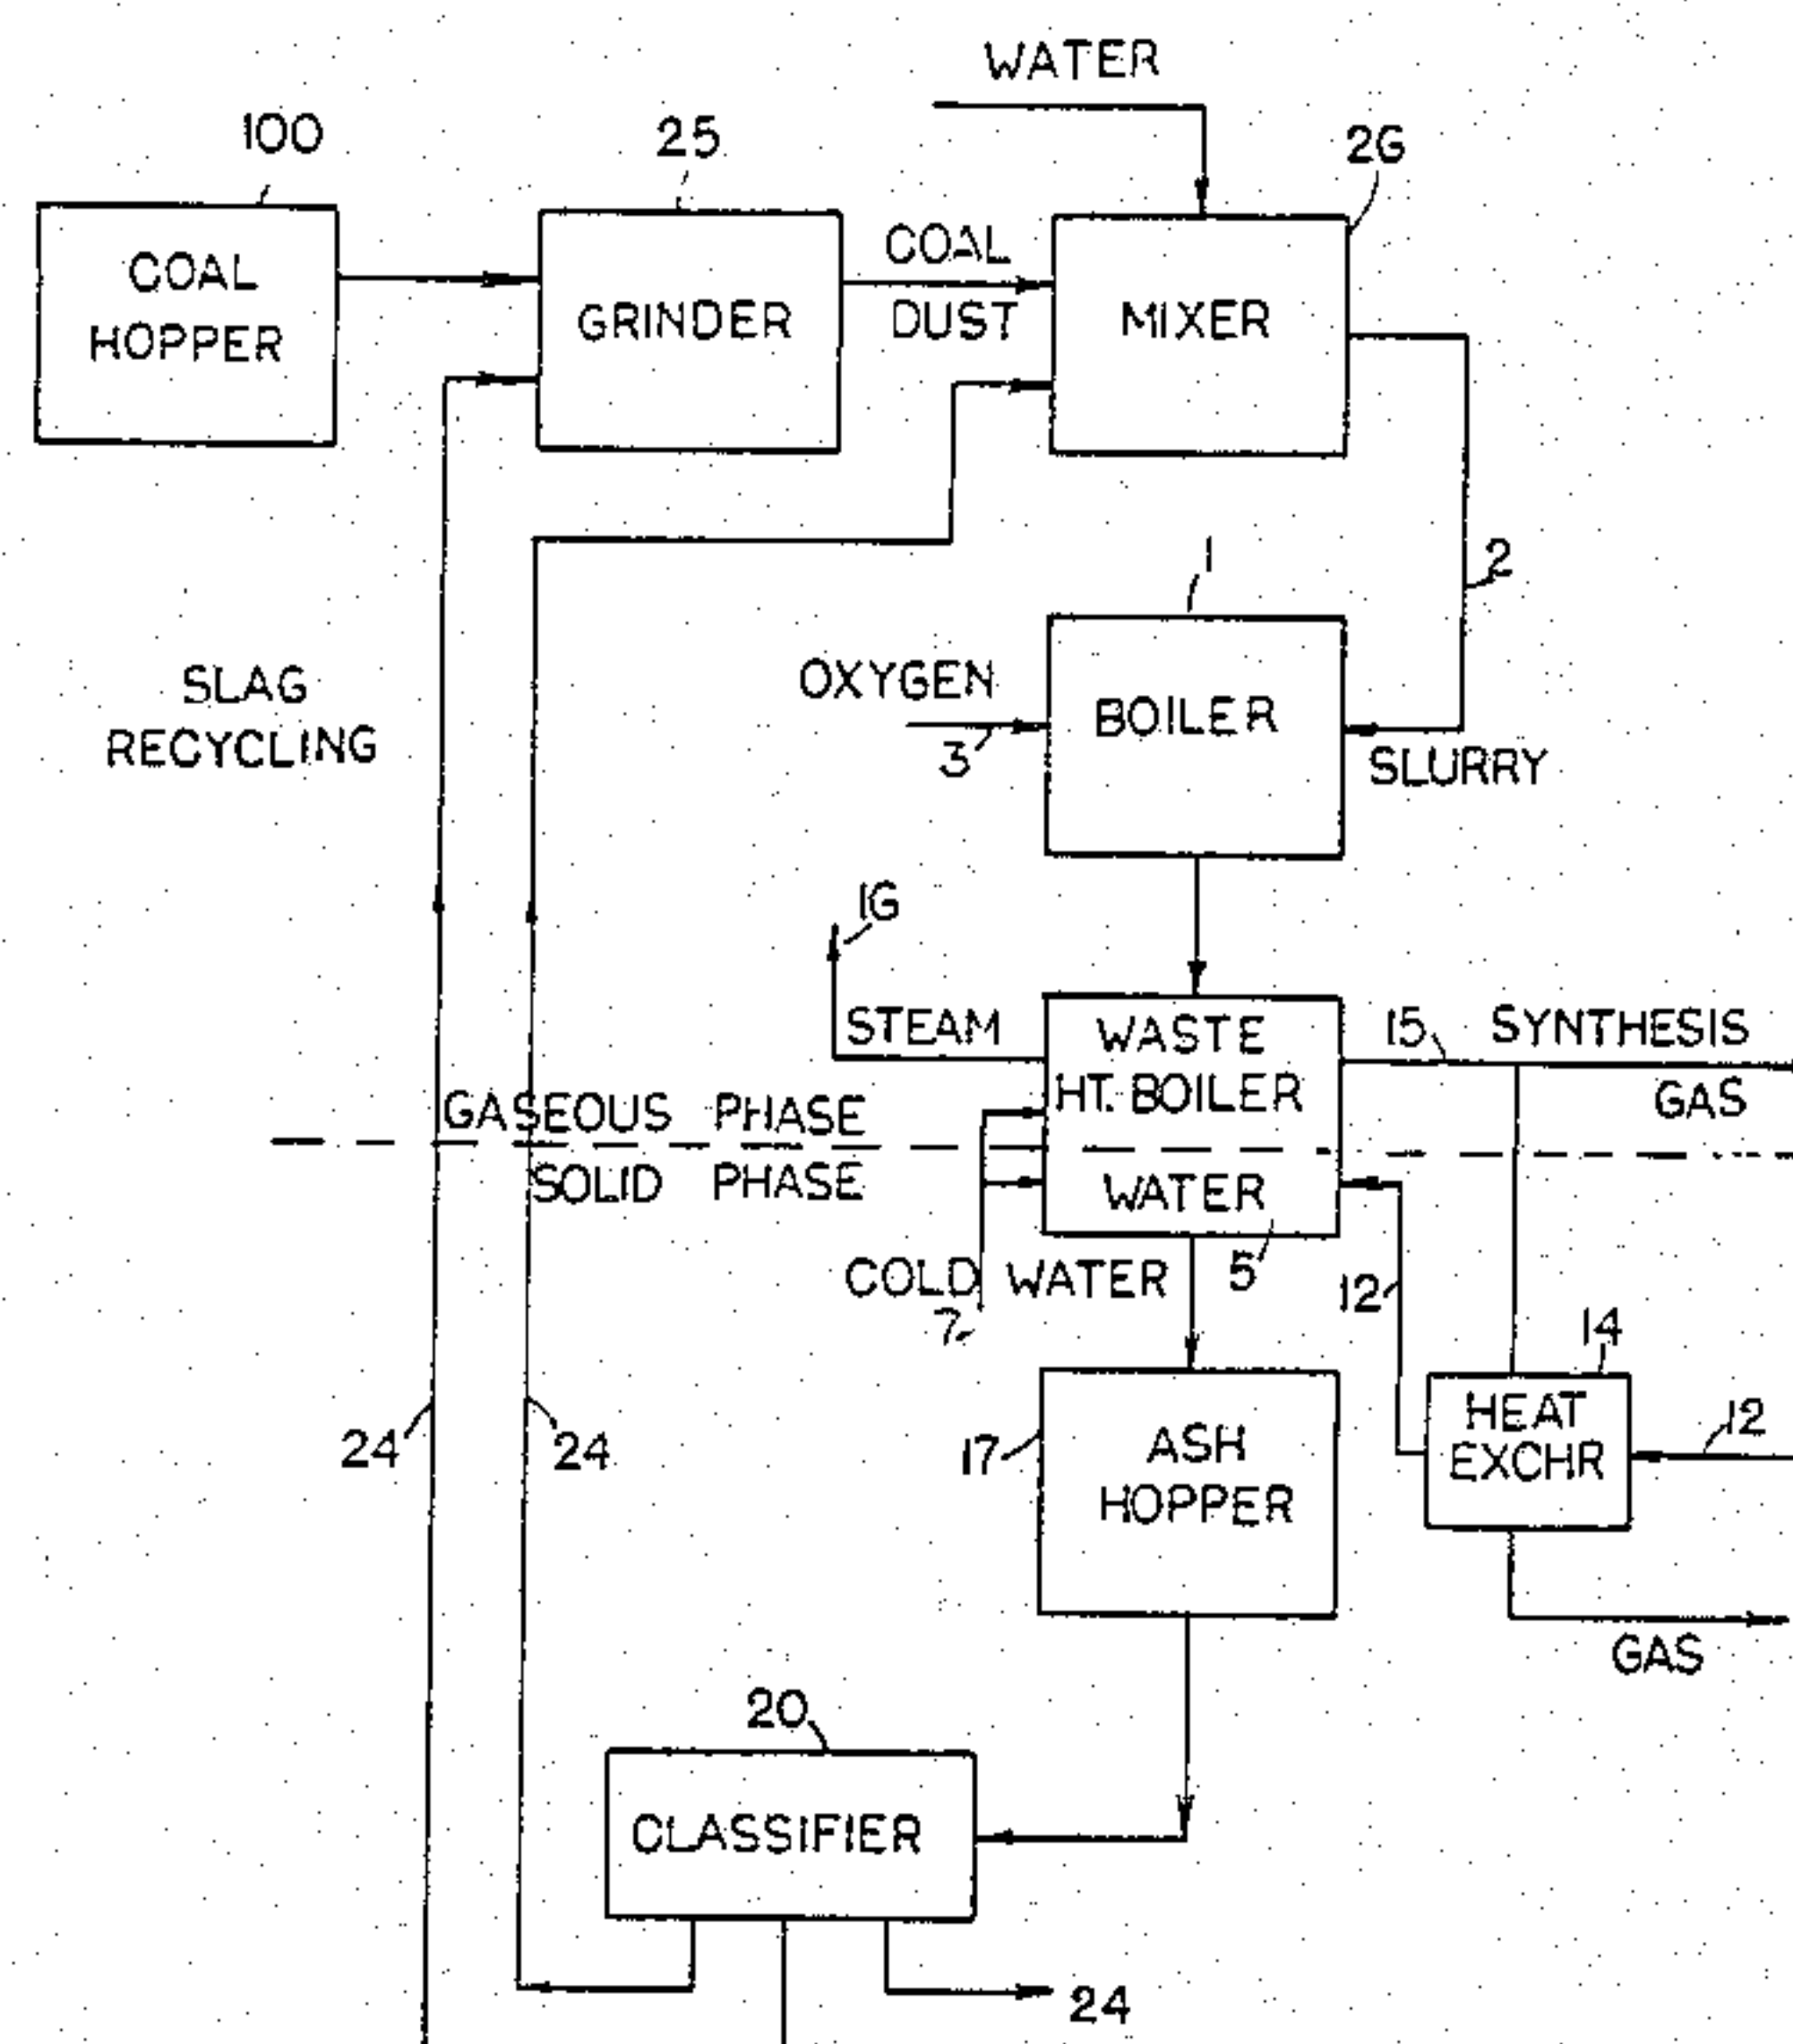 WATER
100
25
2G
COAL
HOPPER
GRINDER
COAL
DUST
MIXER
1
2
SLAG
RECYCLING
OXYGEN
3
BOILER
SLURRY
1G
STEAM
WASTE
HT. BOILER
15
SYNTHESIS
GAS
GASEOUS PHASE
SOLID PHASE
WATER
COLD WATER
7
5
12
14
24
24
17
ASH
HOPPER
HEAT
EXCHR
12
GAS
20
CLASSIFIER
24